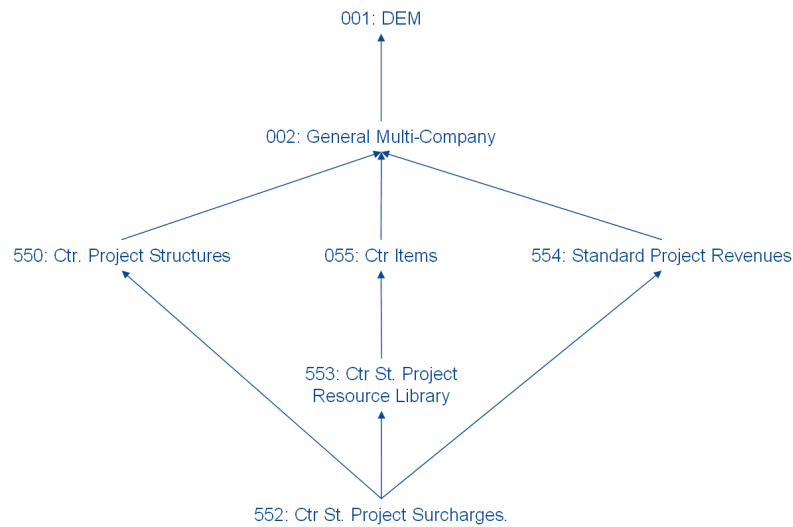 001: DEM
002: General Multi-Company
550: Ctr. Project Structures
055: Ctr Items
554: Standard Project Revenues
553: Ctr St. Project
Resource Library
552: Ctr St. Project Surcharges.